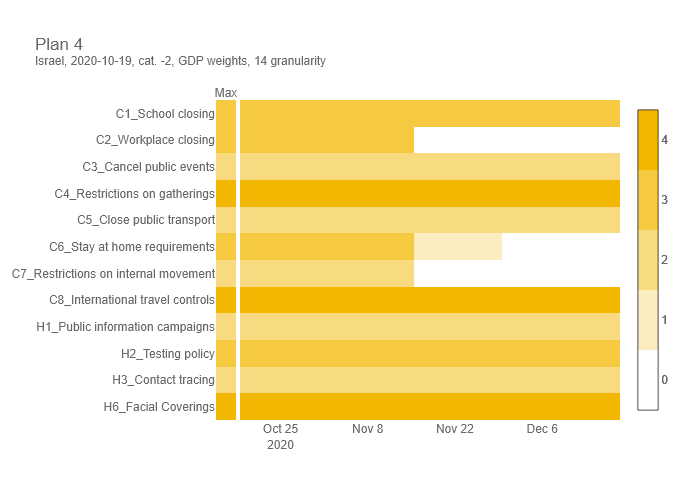 Plan 4
Israel, 2020-10-19, cat. -2, GDP weights, 14 granularity
Max
C1_School closing
C2_Workplace closing
C3_Cancel public events
C4_Restrictions on gatherings
C5_Close public transport
C6_Stay at home requirements
C7_Restrictions on internal movement
C8_International travel controls
H1_Public information campaigns
H2_Testing policy
H3_Contact tracing
H6_Facial Coverings
Oct 25 Nov 8 Nov 22 Dec 6
2020
4
3
2
1
0